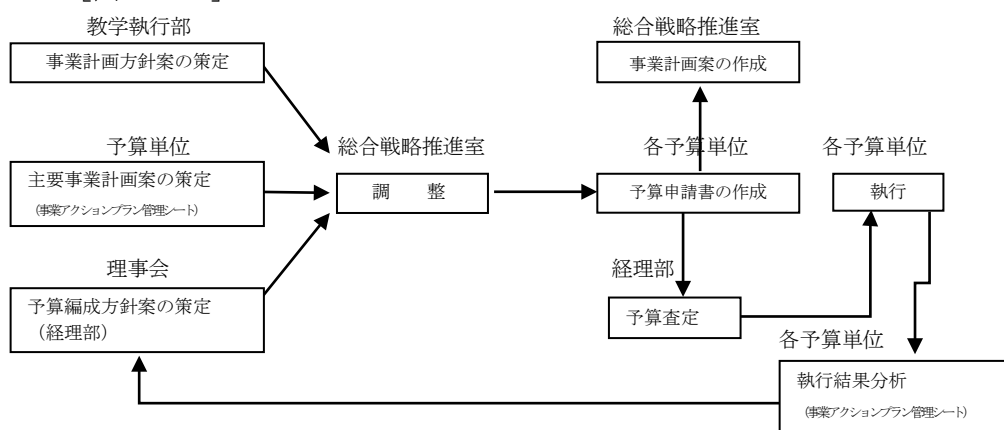 教学執行部
事業計画方針案の策定
予算単位
主要事業計画案の策定
(事業アクションプラン管理シート)
理事会
予算編成方針案の策定
(経理部)
総合戦略推進室
調　整
総合戦略推進室
事業計画案の作成
各予算単位
予算申請書の作成
経理部
予算査定
各予算単位
執行
各予算単位
執行結果分析
(事業アクションプラン管理シート)